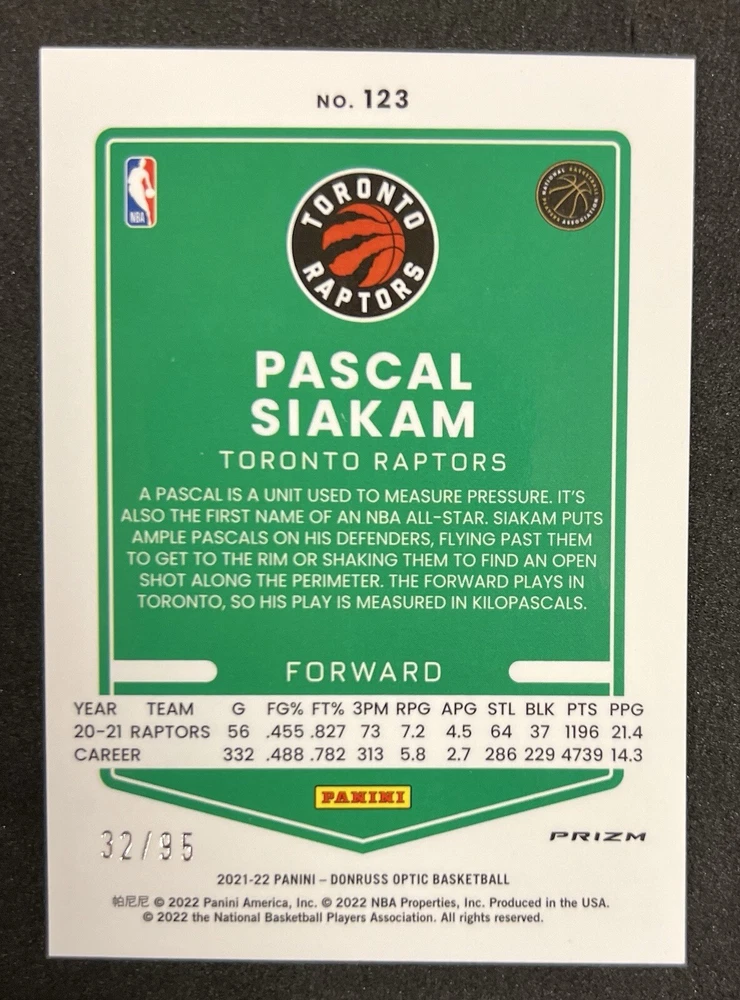 NO. 123
NBA
TORONTO
RAPTORS
NATIONAL BASKETBALL
PLAYERS ASSOCIATION
PASCAL
SIAKAM
TORONTO RAPTORS
A PASCAL IS A UNIT USED TO MEASURE PRESSURE. IT'S
ALSO THE FIRST NAME OF AN NBA ALL-STAR. SIAKAM PUTS
AMPLE PASCALS ON HIS DEFENDERS, FLYING PAST THEM
TO GET TO THE RIM OR SHAKING THEM TO FIND AN OPEN
SHOT ALONG THE PERIMETER. THE FORWARD PLAYS IN
TORONTO, SO HIS PLAY IS MEASURED IN KILOPASCALS.
FORWARD
YEAR TEAM G FG% FT% 3PM RPG APG STL BLK PTS PPG
20-21 RAPTORS 56 .455 .827 73 7.2 4.5 64 37 1196 21.4
CAREER 332 .488 .782 313 5.8 2.7 286 229 4739 14.3
PANINI
32/95
PRIZM
2021-22 PANINI – DONRUSS OPTIC BASKETBALL
帕尼尼 © 2022 Panini America, Inc. © 2022 NBA Properties, Inc. Produced in the USA.
© 2022 the National Basketball Players Association. All rights reserved.